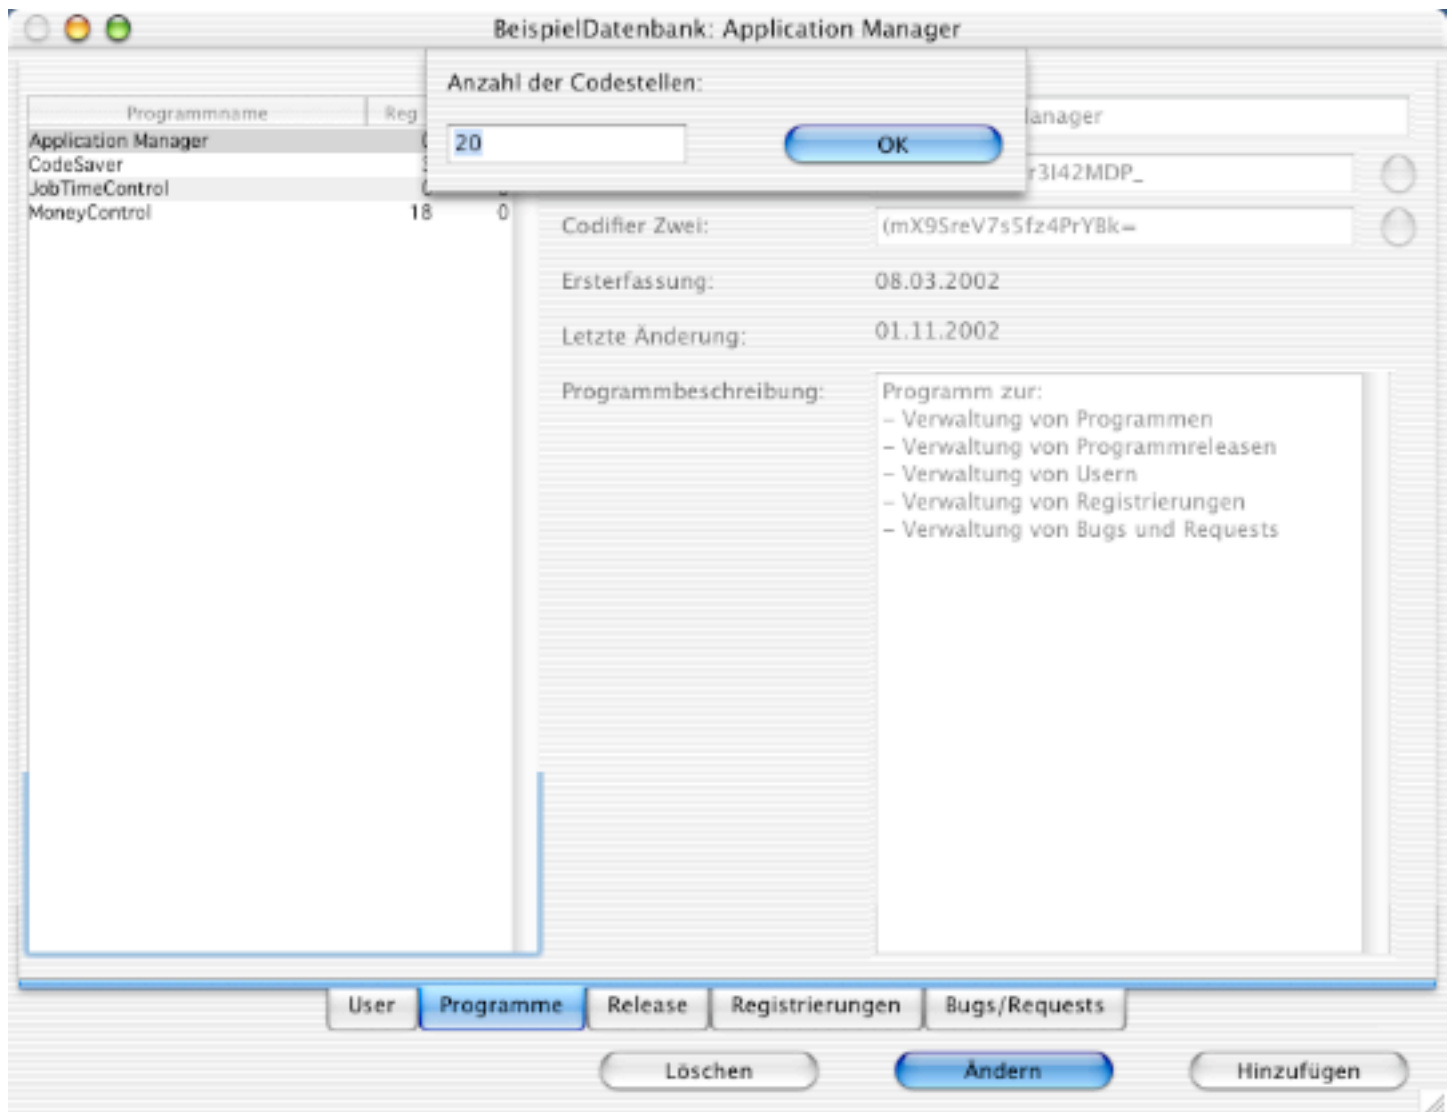 BeispielDatenbank: Application Manager
Anzahl der Codestellen:
20
OK
Programmname Reg
Application Manager
CodeSaver
JobTimeControl
MoneyControl 18 0
r3I42MDP_
Codifier Zwei: (mX9SreV7s5fz4PrYBk=
Ersterfassung: 08.03.2002
Letzte Änderung: 01.11.2002
Programmbeschreibung: Programm zur:
- Verwaltung von Programmen
- Verwaltung von Programmreleasen
- Verwaltung von Usern
- Verwaltung von Registrierungen
- Verwaltung von Bugs und Requests
User Programme Release Registrierungen Bugs/Requests
Löschen Ändern Hinzufügen